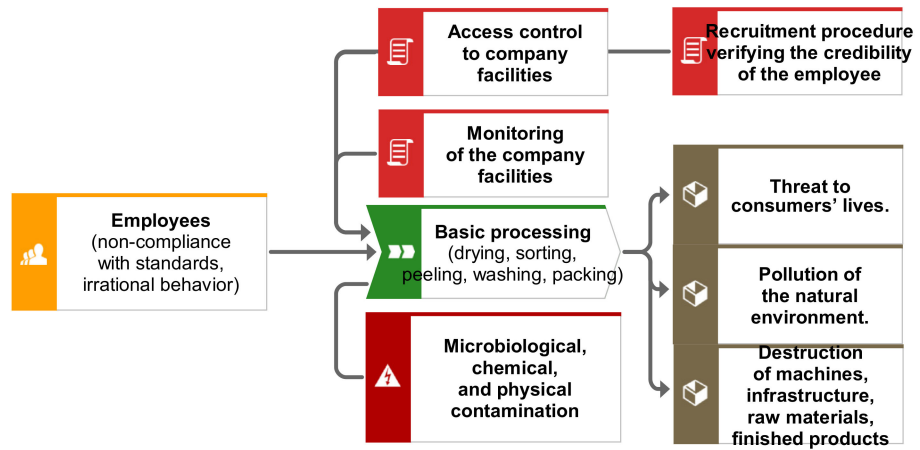 Access control
to company
facilities
Recruitment procedure
verifying the credibility
of the employee
Monitoring
of the company
facilities
Employees
(non-compliance
with standards,
irrational behavior)
Basic processing
(drying, sorting,
peeling, washing, packing)
Threat to
consumers’ lives.
Pollution of
the natural
environment.
Microbiological,
chemical,
and physical
contamination
Destruction
of machines,
infrastructure,
raw materials,
finished products